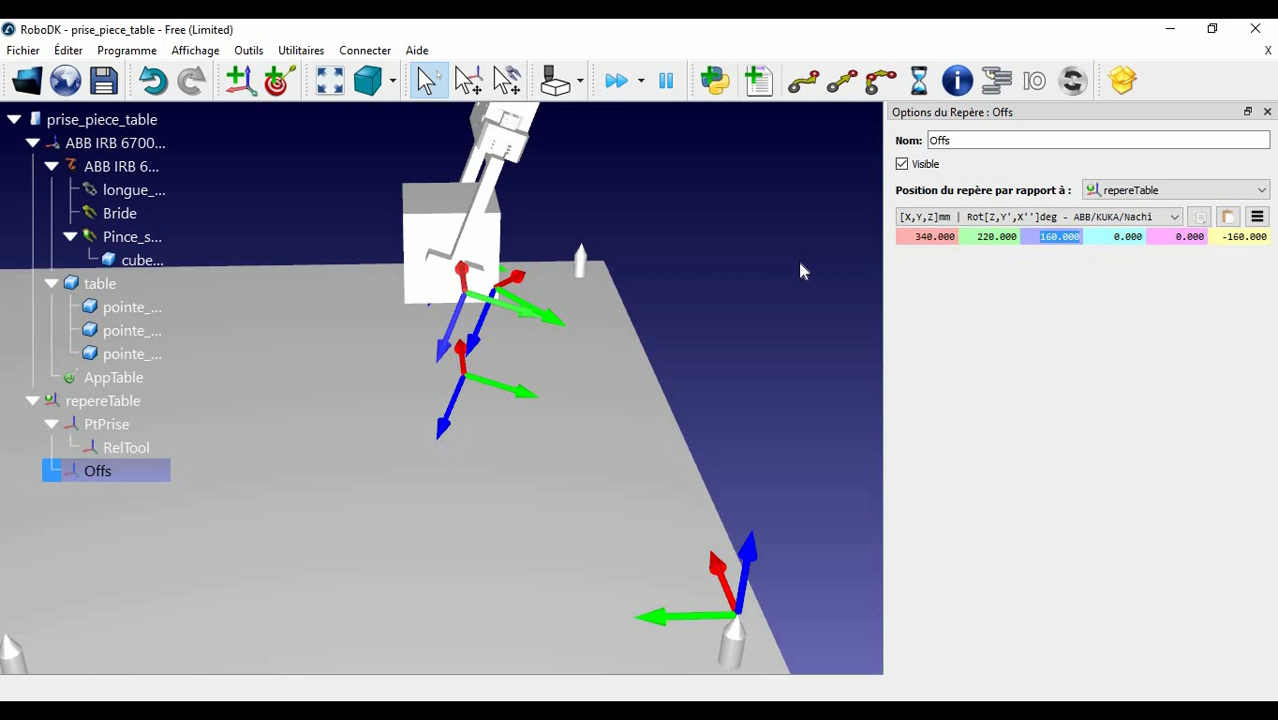 RoboDK - prise_piece_table - Free (Limited)
Fichier Éditer Programme Affichage Outils Utilitaires Connecter Aide X
prise_piece_table
ABB IRB 6700...
ABB IRB 6...
longue_...
Bride
Pince_s...
cube...
table
pointe_...
pointe_...
pointe_...
AppTable
repereTable
PtPrise
RelTool
Offs
Options du Repère : Offs
Nom: Offs
Visible
Position du repère par rapport à : repereTable
[X,Y,Z]mm | Rot[Z,Y',X'']deg - ABB/KUKA/Nachi
340.000 220.000 160.000 0.000 0.000 -160.000